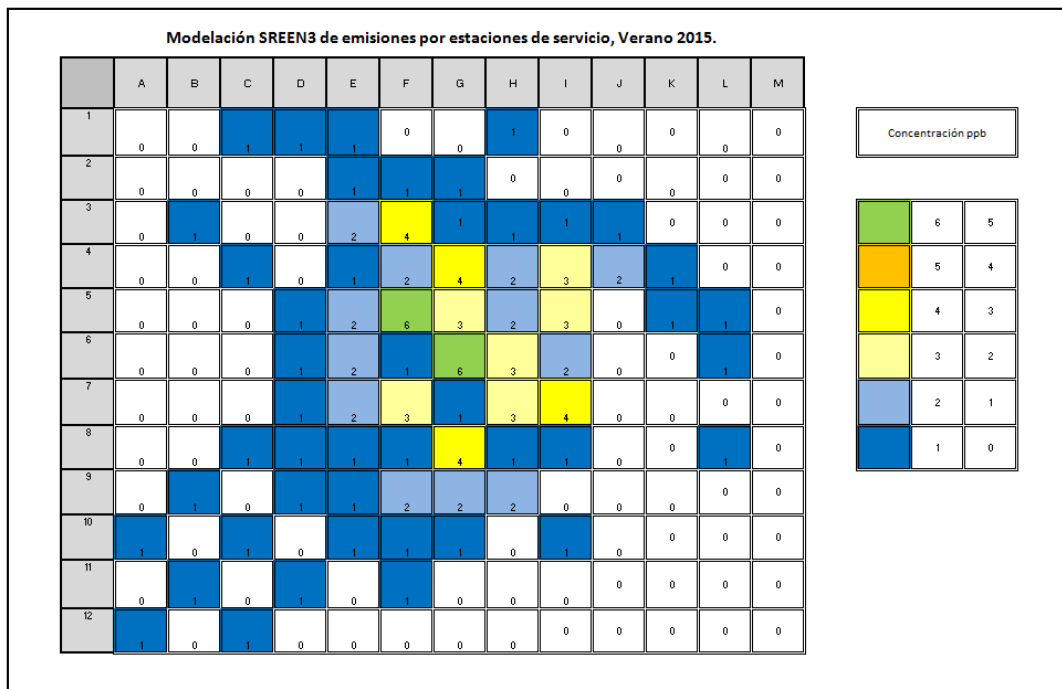 Modelación SREEN3 de emisiones por estaciones de servicio, Verano 2015.
A B C D E F G H I J K L M
1 0 0 1 1 1 0 0 1 0 0 0 0 0
Concentración ppb
2 0 0 0 0 1 1 1 0 0 0 0 0 0
3 0 1 0 0 2 4 1 1 1 1 0 0 0
6 5
4 0 0 1 0 1 2 4 2 3 2 1 0 0
5 4
5 0 0 0 1 2 6 3 2 3 0 1 1 0
4 3
6 0 0 0 1 2 1 6 3 2 0 0 1 0
3 2
7 0 0 0 1 2 3 1 3 4 0 0 0 0
2 1
8 0 0 1 1 1 1 4 1 1 0 0 1 0
1 0
9 0 1 0 1 1 2 2 2 0 0 0 0 0
10 1 0 1 0 1 1 1 0 1 0 0 0 0
11 0 1 0 1 0 1 0 0 0 0 0 0 0
12 1 0 1 0 0 0 0 0 0 0 0 0 0